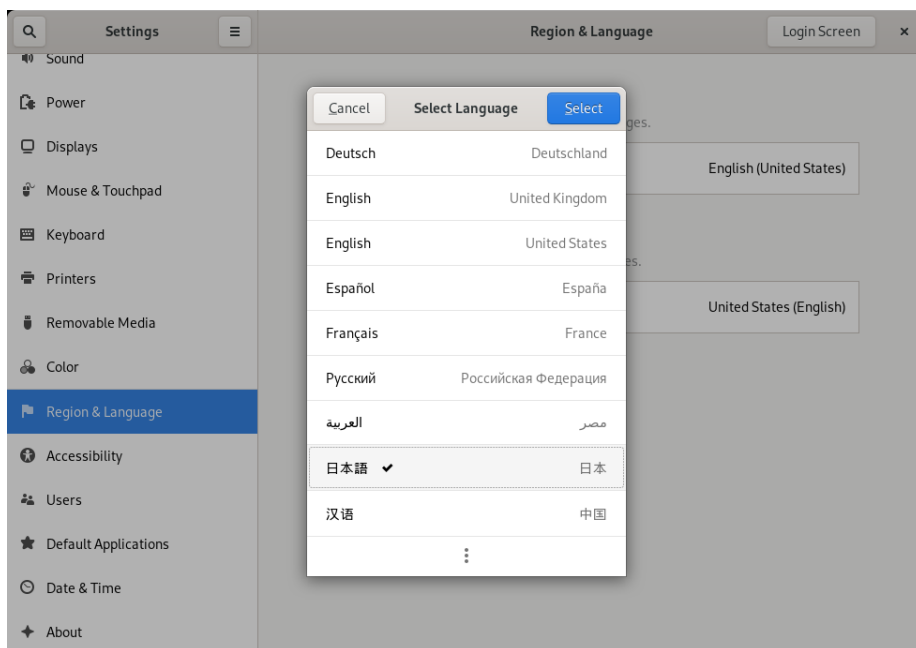 Settings
Region & Language
Login Screen
Sound
Power
Displays
Mouse & Touchpad
Keyboard
Printers
Removable Media
Color
Region & Language
Accessibility
Users
Default Applications
Date & Time
About
ges.
English (United States)
es.
United States (English)
Cancel
Select Language
Select
Deutsch Deutschland
English United Kingdom
English United States
Español España
Français France
Русский Российская Федерация
العربية مصر
日本語 日本
汉语 中国